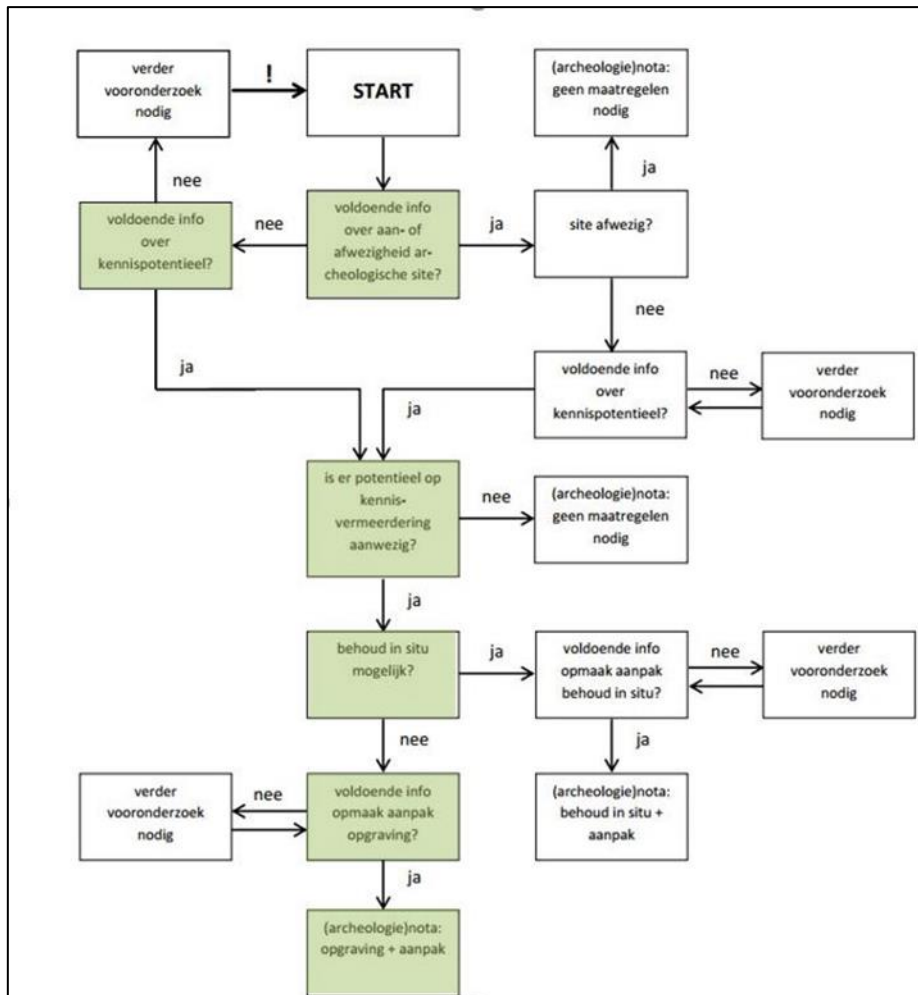 verder
vooronderzoek
nodig
!
START
(archeologie)nota:
geen maatregelen
nodig
nee
ja
voldoende info
over
kennispotentieel?
nee
voldoende info
over aan- of
afwezigheid ar-
cheologische site?
ja
site afwezig?
nee
ja
voldoende info
over
kennispotentieel?
nee
verder
vooronderzoek
nodig
ja
is er potentieel op
kennis-
vermeerdering
aanwezig?
nee
(archeologie)nota:
geen maatregelen
nodig
ja
behoud in situ
mogelijk?
ja
voldoende info
opmaak aanpak
behoud in situ?
nee
verder
vooronderzoek
nodig
nee
ja
verder
vooronderzoek
nodig
nee
voldoende info
opmaak aanpak
opgraving?
(archeologie)nota:
behoud in situ +
aanpak
ja
(archeologie)nota:
opgraving + aanpak